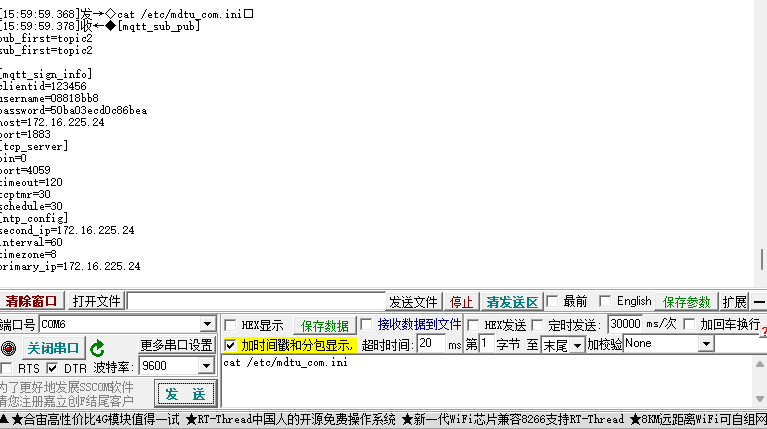 [15:59:59.368]发→◇cat /etc/mdtu_com.ini□
[15:59:59.378]收←◆[mqtt_sub_pub]
pub_first=topic2
sub_first=topic2
[mqtt_sign_info]
clientid=123456
username=08818bb8
password=50ba03ecd0c86bea
host=172.16.225.24
port=1883
[tcp_server]
bin=0
port=4059
timeout=120
tcptmr=30
schedule=30
[ntp_config]
second_ip=172.16.225.24
interval=60
timezone=8
primary_ip=172.16.225.24
清除窗口 打开文件 发送文件 停止 清发送区 最前 English 保存参数 扩展 —
端口号 COM6 HEX显示 保存数据 接收数据到文件 HEX发送 定时发送: 30000 ms/次 加回车换行
关闭串口 更多串口设置 加时间戳和分包显示, 超时时间: 20 ms 第1 字节 至 末尾 加校验 None
RTS DTR 波特率: 9600 cat /etc/mdtu_com.ini
为了更好地发展SSCOM软件
请您注册嘉立创F结尾客户
发 送
▲★合宙高性价比4G模块值得一试 ★RT-Thread中国人的开源免费操作系统 ★新一代WiFi芯片兼容8266支持RT-Thread ★8KM远距离WiFi可自组网